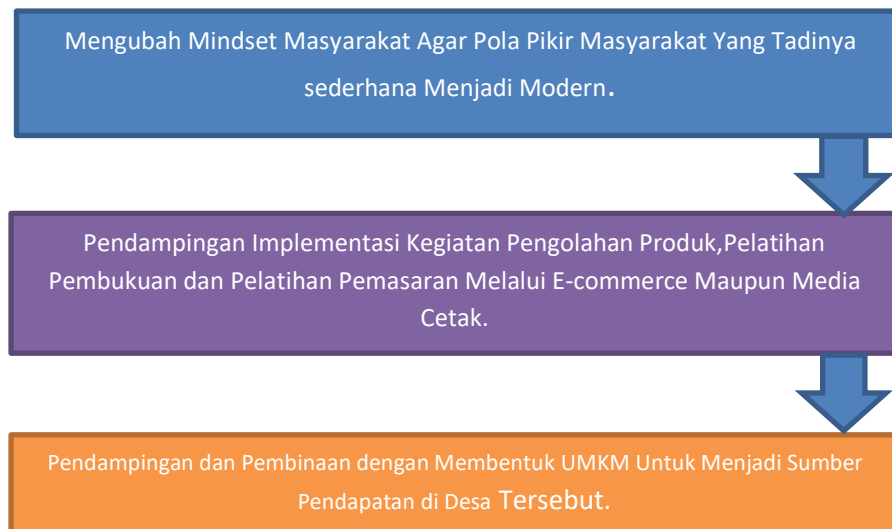 Mengubah Mindset Masyarakat Agar Pola Pikir Masyarakat Yang Tadinya
sederhana Menjadi Modern.
Pendampingan Implementasi Kegiatan Pengolahan Produk,Pelatihan
Pembukuan dan Pelatihan Pemasaran Melalui E-commerce Maupun Media
Cetak.
Pendampingan dan Pembinaan dengan Membentuk UMKM Untuk Menjadi Sumber
Pendapatan di Desa Tersebut.